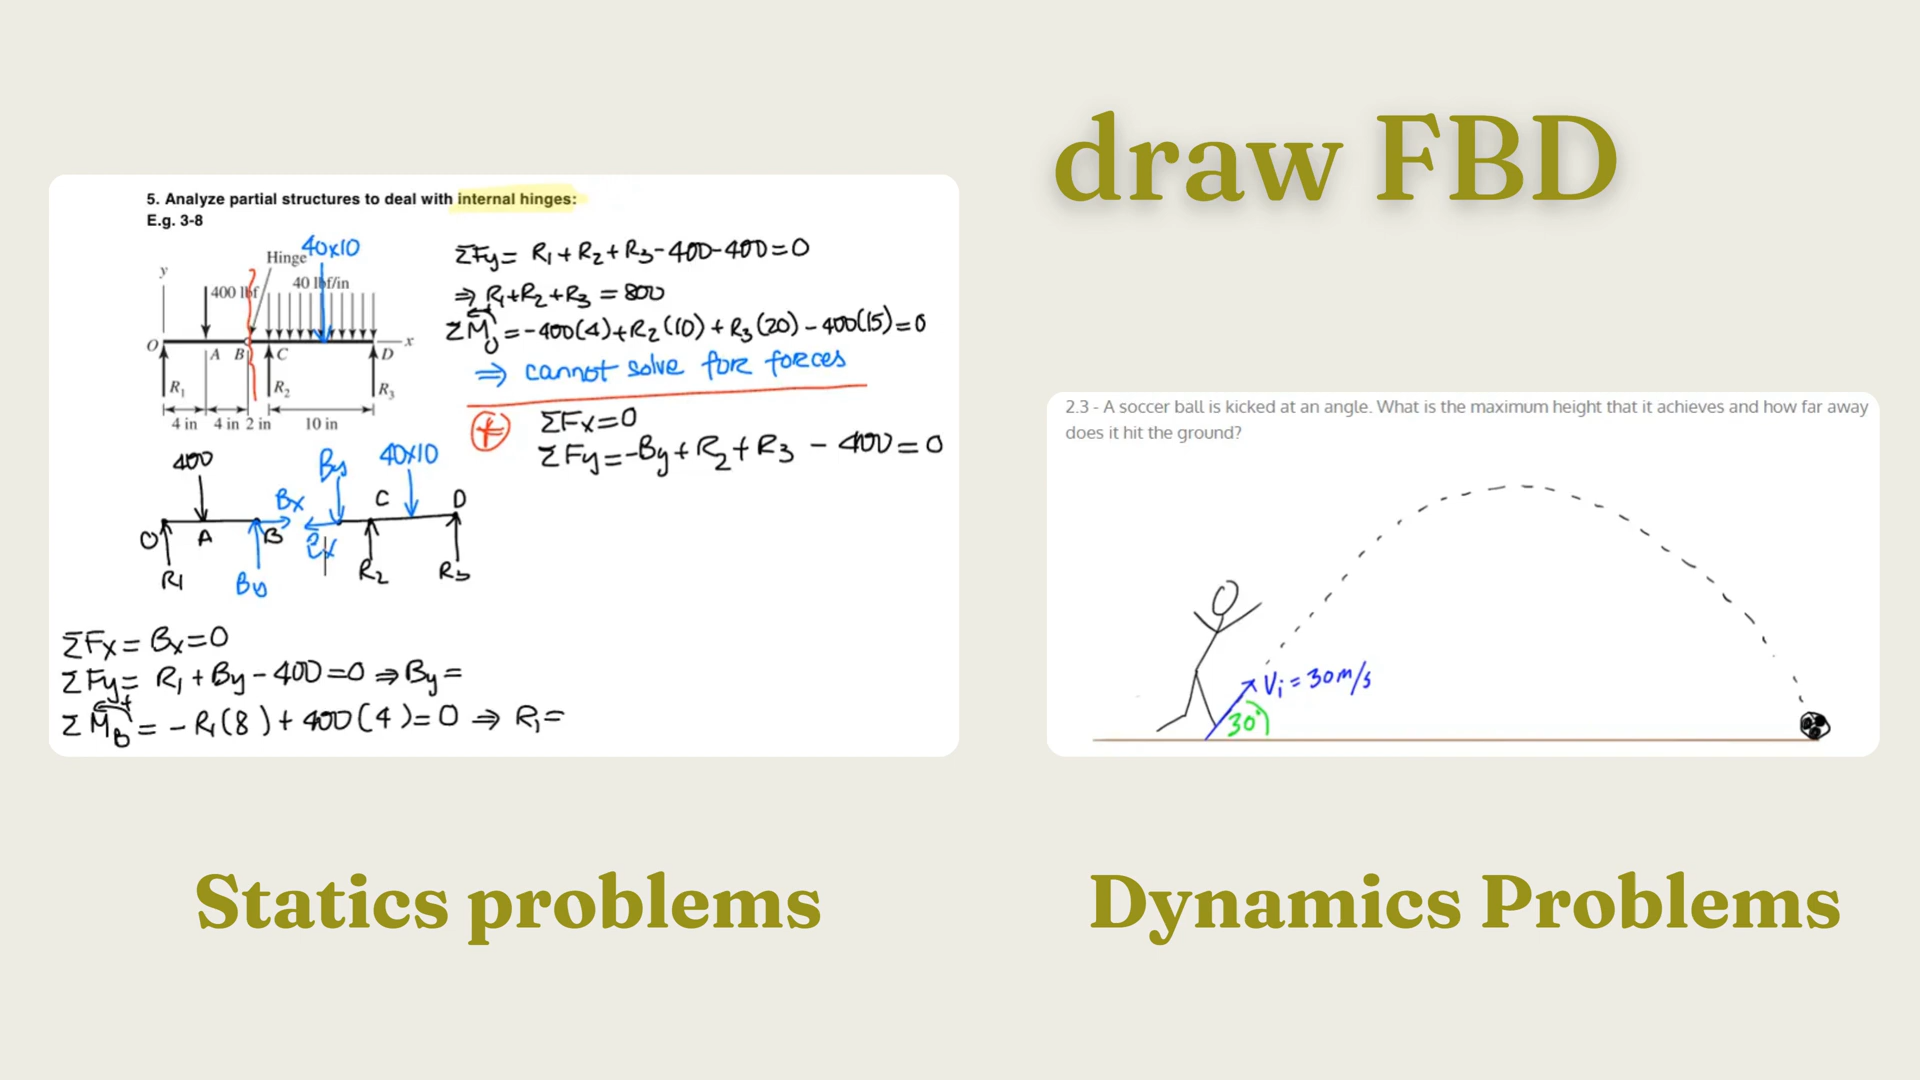 draw FBD
5. Analyze partial structures to deal with internal hinges:
E.g. 3-8
40x10
Hinge
y
400 lbf
40 lbf/in
O
A
B
C
D
x
R₁
R₂
R₃
4 in
4 in
2 in
10 in
ΣFy = R₁ + R₂ + R₃ - 400 - 400 = 0
⇒ R₁ + R₂ + R₃ = 800
ΣM₀ = -400(4) + R₂(10) + R₃(20) - 400(15) = 0
⇒ cannot solve for forces
ΣFx = 0
ΣFy = -By + R₂ + R₃ - 400 = 0
400
By
40x10
Bx
C
D
O
A
B
Bx
R₁
By
R₂
R₃
ΣFx = Bx = 0
ΣFy = R₁ + By - 400 = 0 ⇒ By =
ΣM_B = -R₁(8) + 400(4) = 0 ⇒ R₁ =
2.3 - A soccer ball is kicked at an angle. What is the maximum height that it achieves and how far away
does it hit the ground?
Vi = 30 m/s
30°
Statics problems
Dynamics Problems